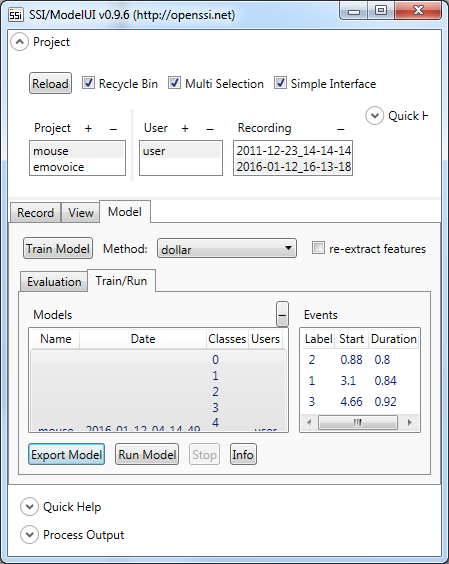 SSI/ModelUI v0.9.6 (http://openssi.net)
Project
Reload Recycle Bin Multi Selection Simple Interface
Quick H
Project + – User + – Recording –
mouse user 2011-12-23_14-14-14
emovoice 2016-01-12_16-13-18
Record View Model
Train Model Method: dollar re-extract features
Evaluation Train/Run
Models – Events
Name Date Classes Users Label Start Duration
0
2 0.88 0.8
1
1 3.1 0.84
2
3
3 4.66 0.92
4
mouse 2016-01-12_04-14-49 user
Export Model Run Model Stop Info
Quick Help
Process Output